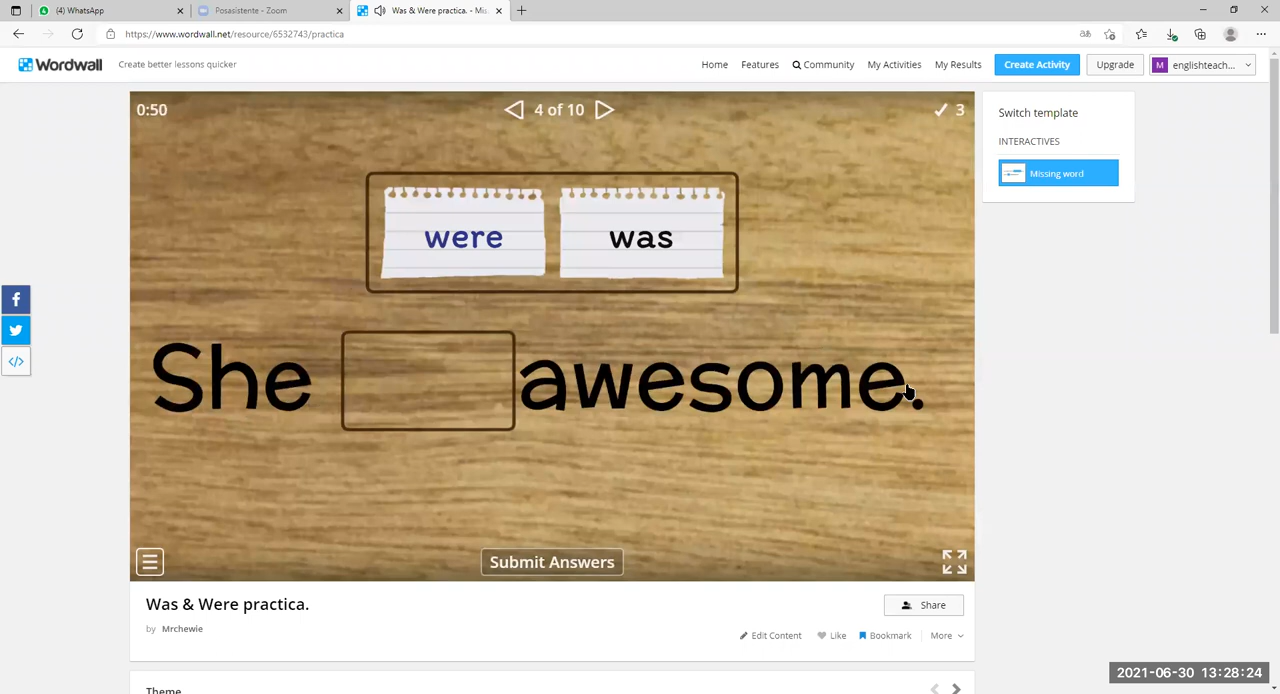 (4) WhatsApp
Posasistente - Zoom
Was & Were practica. - Mu
https://www.wordwall.net/resource/6532743/practica
Wordwall
Create better lessons quicker
Home
Features
Community
My Activities
My Results
Create Activity
Upgrade
M
englishteach...
0:50
4 of 10
3
Switch template
INTERACTIVES
Missing word
were
was
She
awesome.
Submit Answers
Was & Were practica.
Share
by Mrchewie
Edit Content
Like
Bookmark
More
2021-06-30 13:28:24
Theme